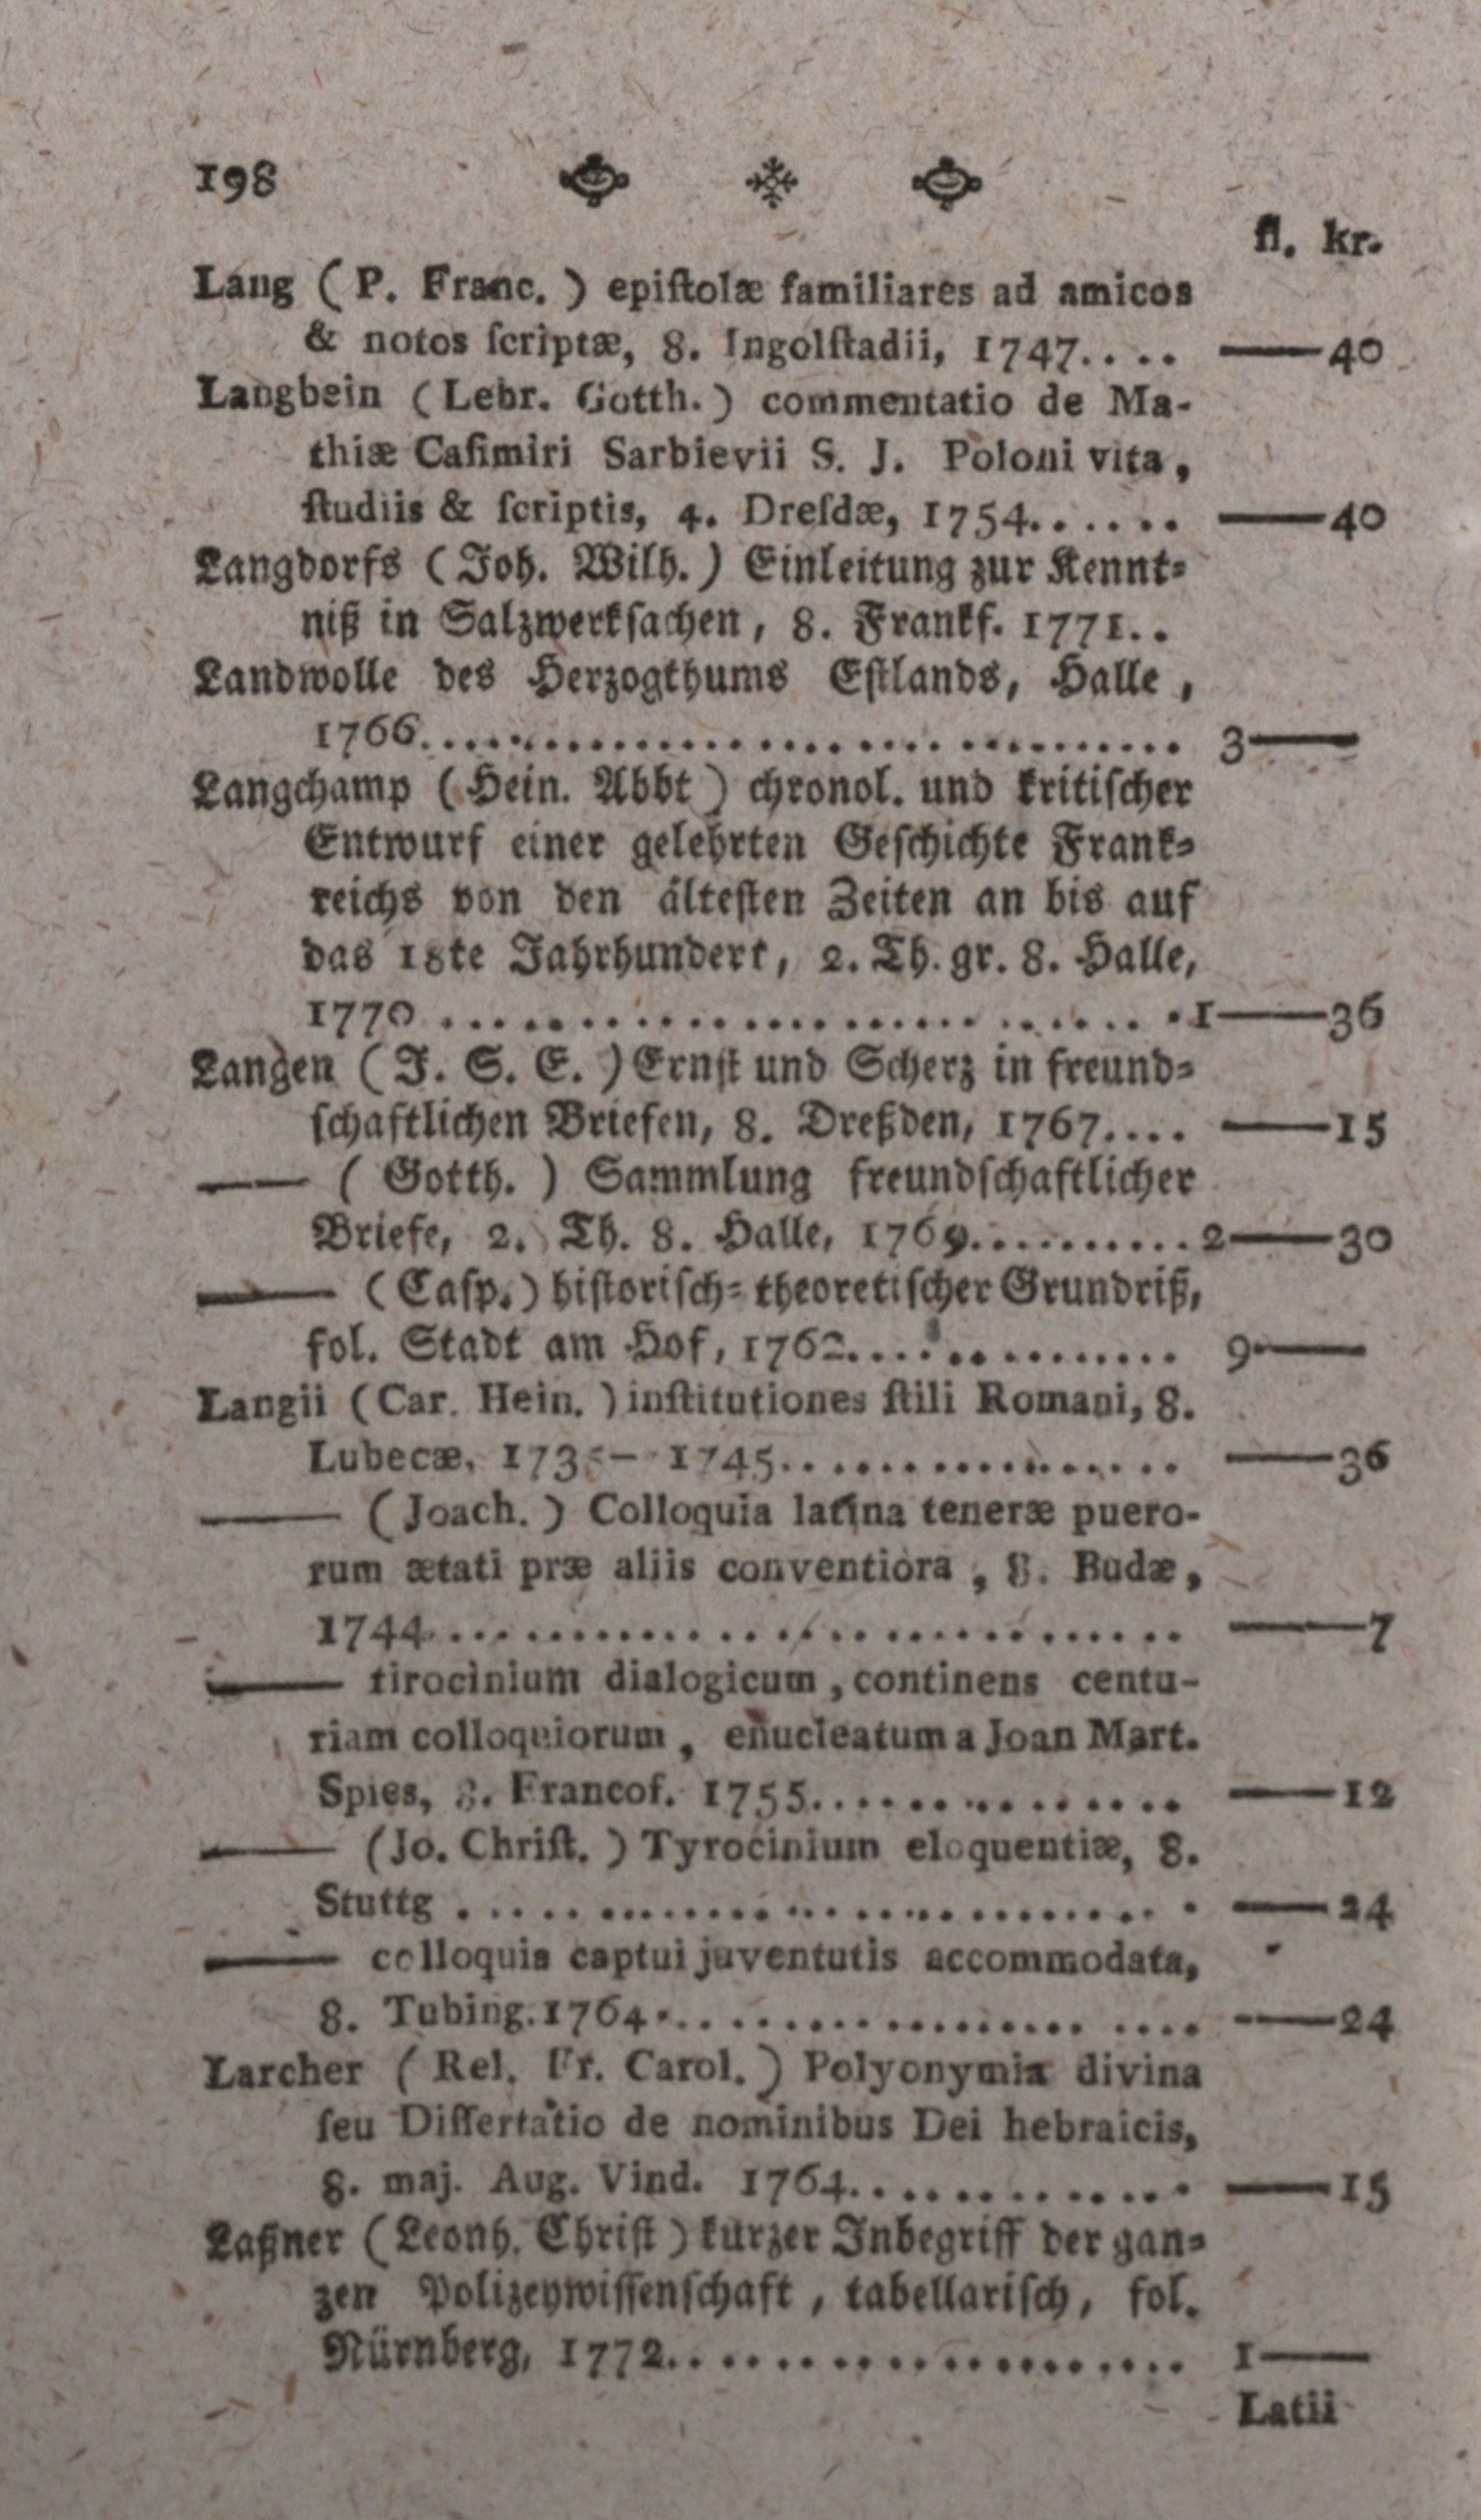 198
fl. kr.
Lang (P. Franc.) epiſtolæ familiares ad amicos
& notos ſcriptæ, 8. Ingolſtadii, 1747.... ——40
Langbein (Lebr. Gotth.) commentatio de Ma-
thiæ Caſimiri Sarbievii S. J. Poloni vita,
ſtudiis & ſcriptis, 4. Dreſdæ, 1754...... ——40
Langdorfs (Joh. Wilh.) Einleitung zur Kennt-
niß in Salzwerkſachen, 8. Frankf. 1771..
Landwolle des Herzogthums Eſtlands, Halle,
1766.................................. 3——
Langchamp (Hein. Abbt) chronol. und kritiſcher
Entwurf einer gelehrten Geſchichte Frank-
reichs von den älteſten Zeiten an bis auf
das 18te Jahrhundert, 2. Th. gr. 8. Halle,
1770 ................................. 1——36
Langen (J. S. E.) Ernſt und Scherz in freund-
ſchaftlichen Briefen, 8. Dreßden, 1767.... ——15
—— (Gotth.) Sammlung freundſchaftlicher
Briefe, 2. Th. 8. Halle, 1769.......... 2——30
—— (Caſp.) hiſtoriſch-theoretiſcher Grundriß,
fol. Stadt am Hof, 1762............... 9——
Langii (Car. Hein.) inſtitutiones ſtili Romani, 8.
Lubecæ. 1735— 1745................. ——36
—— (Joach.) Colloquia latina teneræ puero-
rum ætati præ aliis conventiora, 8. Budæ,
1744................................. ——7
—— tirocinium dialogicum, continens centu-
riam colloquiorum, enucleatum a Joan Mart.
Spies, 8. Francof. 1755................ ——12
—— (Jo. Chriſt.) Tyrocinium eloquentiæ, 8.
Stuttg ................................ ——24
—— colloquia captui juventutis accommodata,
8. Tubing. 1764..................... ——24
Larcher (Rel. Fr. Carol.) Polyonymia divina
ſeu Diſſertatio de nominibus Dei hebraicis,
8. maj. Aug. Vind. 1764............. ——15
Laßner (Leonh. Chriſt) kurzer Inbegriff der gan-
zen Polizeywiſſenſchaft, tabellariſch, fol.
Nürnberg, 1772..................... 1——
Latii